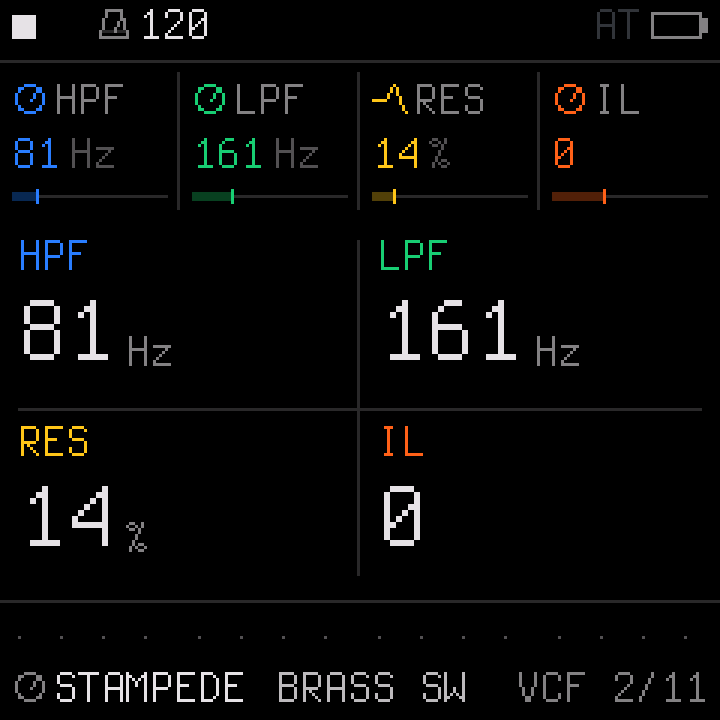 120 AT
HPF LPF RES IL
81 Hz 161 Hz 14 % 0
HPF LPF
81 Hz 161 Hz
RES IL
14 % 0
STAMPEDE BRASS SW VCF 2/11